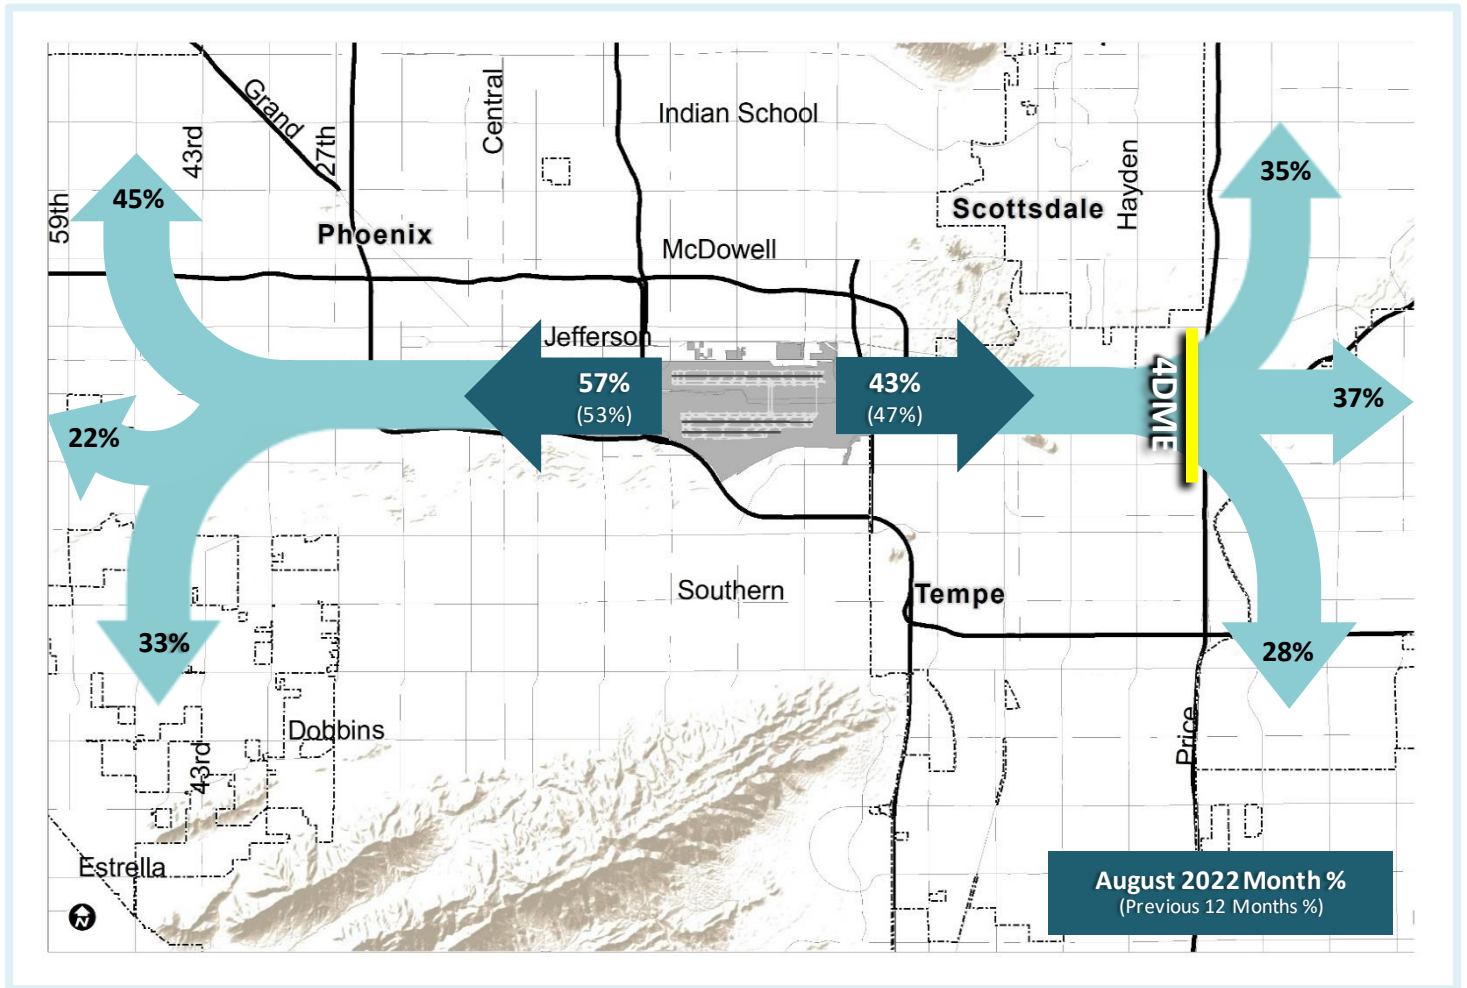 Grand
43rd
27th
Central
Indian School
Hayden
35%
45%
59th
Phoenix
Scottsdale
McDowell
Jefferson
57%
(53%)
43%
(47%)
4DME
37%
22%
Southern
Tempe
33%
28%
Dobbins
43rd
Price
Estrella
N
August 2022 Month %
(Previous 12 Months %)